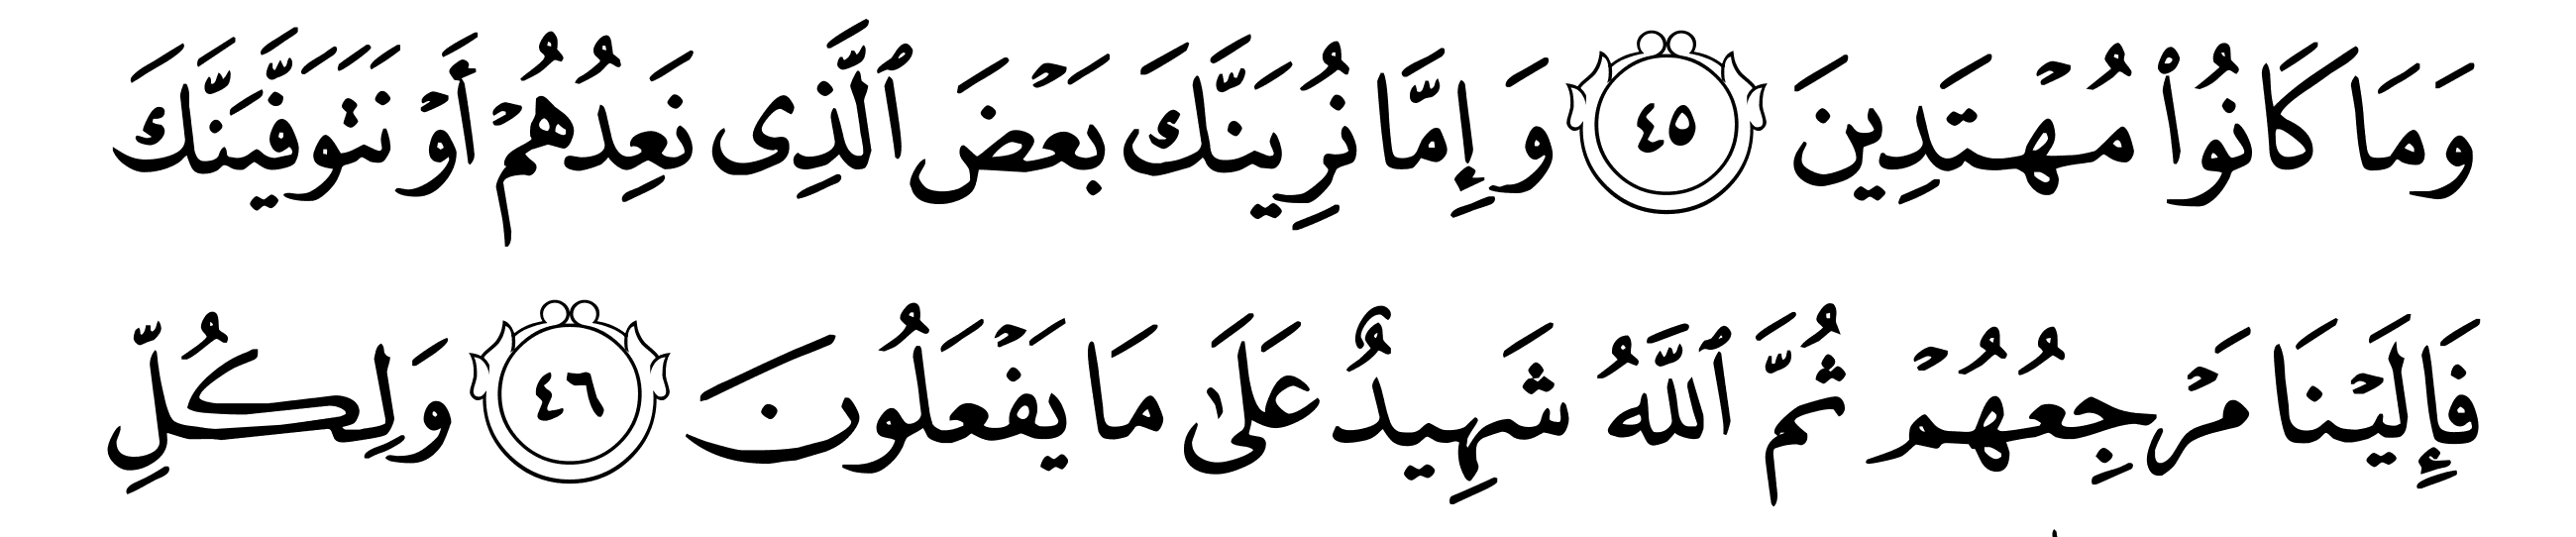 وَمَا كَانُوا۟ مُهْتَدِينَ ٤٥ وَإِمَّا نُرِيَنَّكَ بَعْضَ ٱلَّذِى نَعِدُهُمْ أَوْ نَتَوَفَّيَنَّكَ
فَإِلَيْنَا مَرْجِعُهُمْ ثُمَّ ٱللَّهُ شَهِيدٌ عَلَىٰ مَا يَفْعَلُونَ ٤٦ وَلِكُلِّ